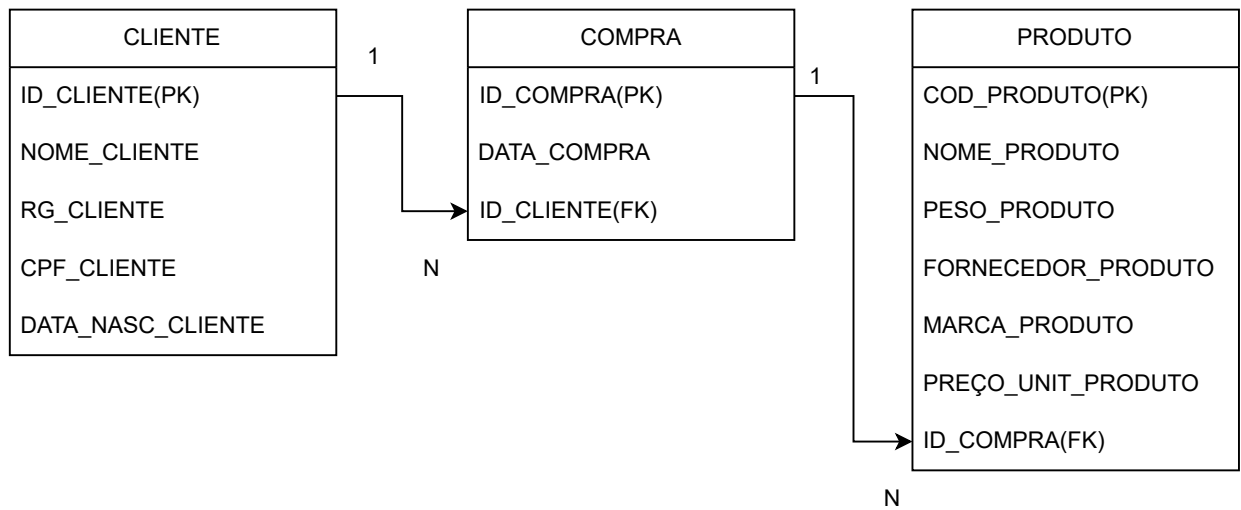 CLIENTE
ID_CLIENTE(PK)
NOME_CLIENTE
RG_CLIENTE
CPF_CLIENTE
DATA_NASC_CLIENTE
1
N
COMPRA
ID_COMPRA(PK)
DATA_COMPRA
ID_CLIENTE(FK)
1
N
PRODUTO
COD_PRODUTO(PK)
NOME_PRODUTO
PESO_PRODUTO
FORNECEDOR_PRODUTO
MARCA_PRODUTO
PREÇO_UNIT_PRODUTO
ID_COMPRA(FK)